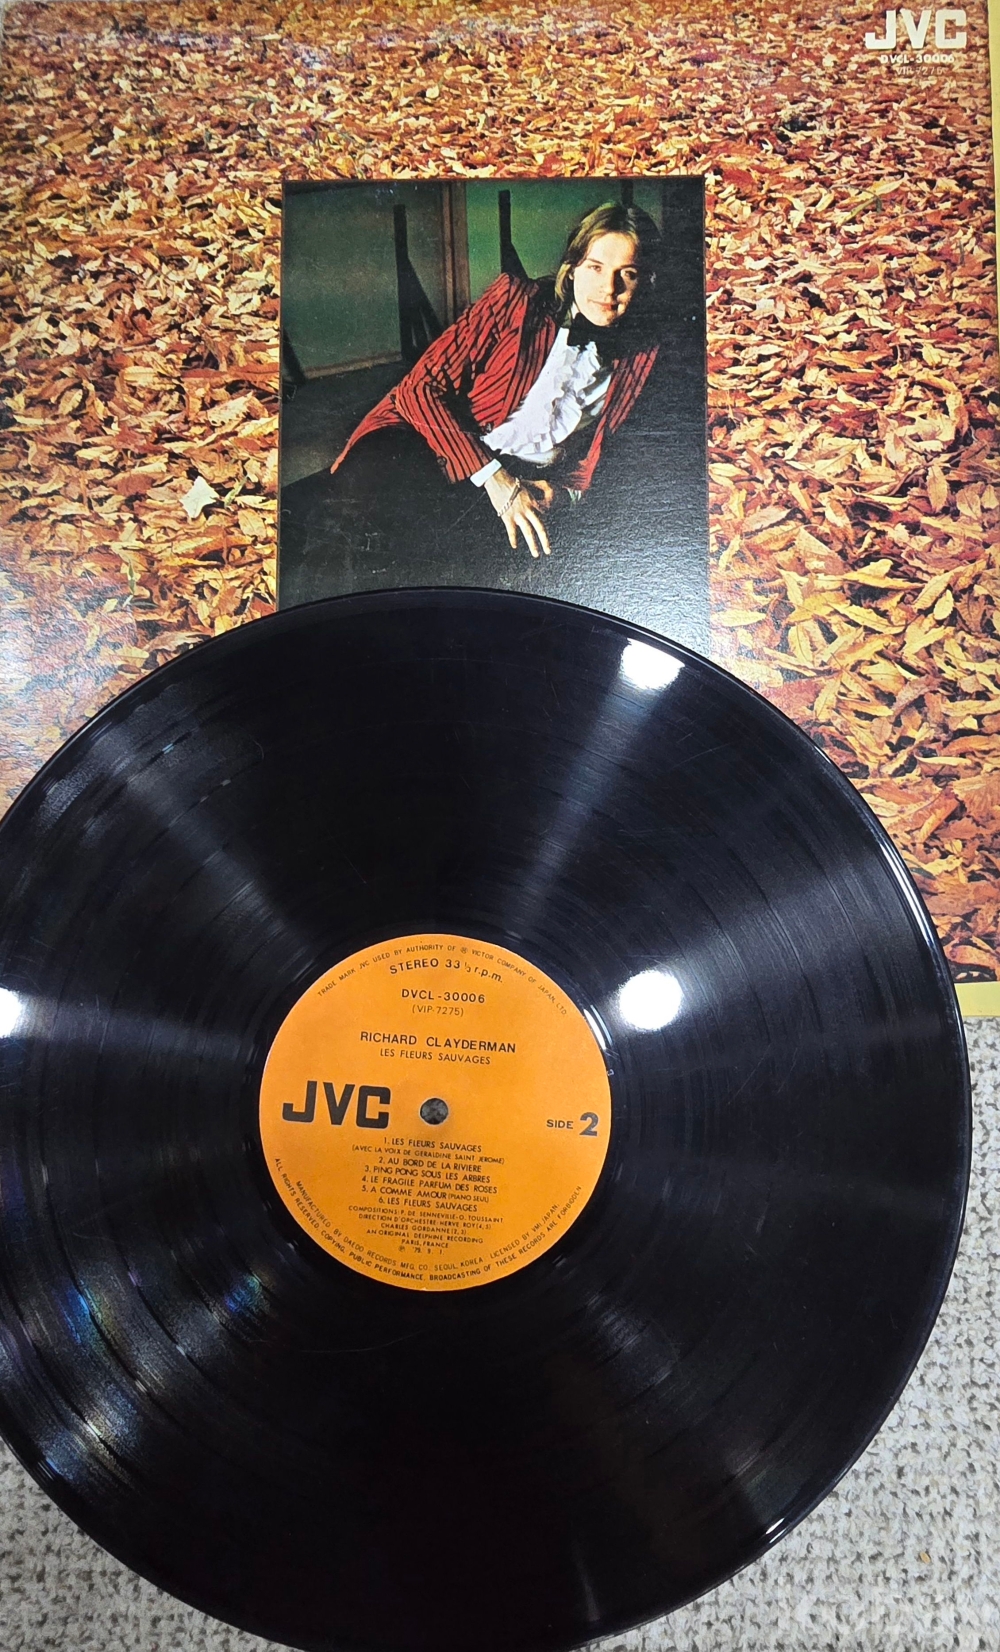 JVC
DVCL-30006
VIP-7275
TRADE MARK JVC USED BY AUTHORITY OF ® VICTOR COMPANY OF JAPAN, LTD.
STEREO 33⅓ r.p.m.
DVCL-30006
(VIP-7275)
RICHARD CLAYDERMAN
LES FLEURS SAUVAGES
JVC
SIDE 2
1. LES FLEURS SAUVAGES
(AVEC LA VOIX DE GERALDINE SAINT JEROME)
2. AU BORD DE LA RIVIERE
3. PING PONG SOUS LES ARBRES
4. LE FRAGILE PARFUM DES ROSES
5. A COMME AMOUR (PIANO SEUL)
6. LES FLEURS SAUVAGES
COMPOSITIONS: P. DE SENNEVILLE-O. TOUSSAINT
DIRECTION D'ORCHESTRE: HERVE ROY (4, 5)
CHARLES GORDANNE (2, 3)
AN ORIGINAL DELPHINE RECORDING
PARIS, FRANCE
MANUFACTURED BY DAEDO RECORDS MFG. CO. SEOUL, KOREA LICENSED BY VMI, JAPAN.
ALL RIGHTS RESERVED. COPYING, PUBLIC PERFORMANCE, BROADCASTING OF THESE RECORDS ARE FORBIDDEN